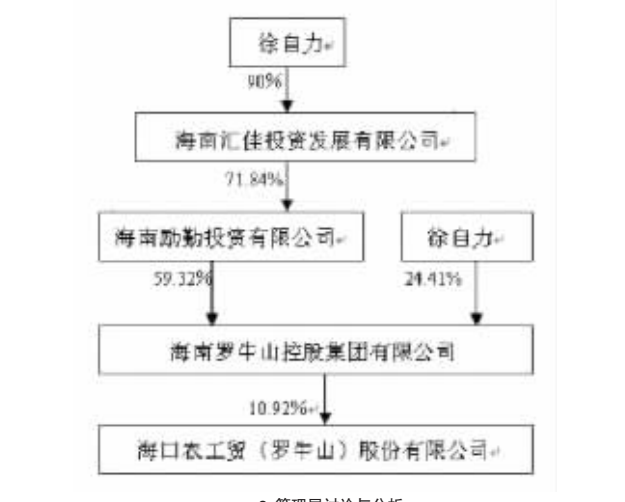 徐自力
90%
海南汇佳投资发展有限公司
71.84%
海南励勤投资有限公司
徐自力
59.32%
24.41%
海南罗牛山控股集团有限公司
10.92%
海口农工贸（罗牛山）股份有限公司